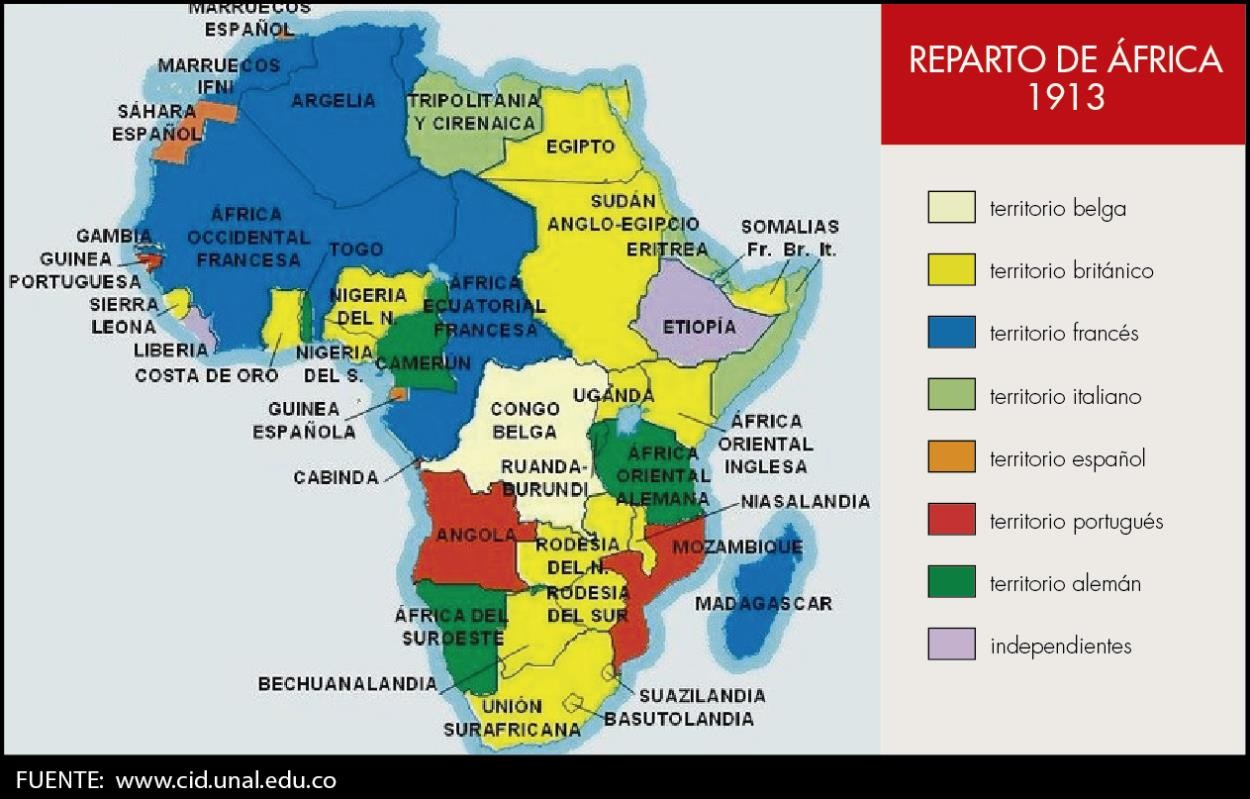 MARRUECOS
ESPAÑOL
MARRUECOS
IFNI
SÁHARA
ESPAÑOL
ARGELIA
TRIPOLITANIA
Y CIRENAICA
EGIPTO
SUDÁN
ANGLO-EGIPCIO
ERITREA
SOMALIAS
Fr. Br. It.
ÁFRICA
OCCIDENTAL
FRANCESA
TOGO
GAMBIA
GUINEA
PORTUGUESA
SIERRA
LEONA
LIBERIA
COSTA DE ORO
NIGERIA
DEL N.
NIGERIA
DEL S.
ÁFRICA
ECUATORIAL
FRANCESA
CAMERÚN
ETIOPÍA
GUINEA
ESPAÑOLA
CABINDA
CONGO
BELGA
UGANDA
RUANDA-
BURUNDI
ÁFRICA
ORIENTAL
ALEMANA
ÁFRICA
ORIENTAL
INGLESA
NIASALANDIA
ANGOLA
RODESIA
DEL N.
MOZAMBIQUE
RODESIA
DEL SUR
MADAGASCAR
ÁFRICA DEL
SUROESTE
BECHUANALANDIA
UNIÓN
SURAFRICANA
SUAZILANDIA
BASUTOLANDIA
REPARTO DE ÁFRICA
1913
territorio belga
territorio británico
territorio francés
territorio italiano
territorio español
territorio portugués
territorio alemán
independientes
FUENTE: www.cid.unal.edu.co